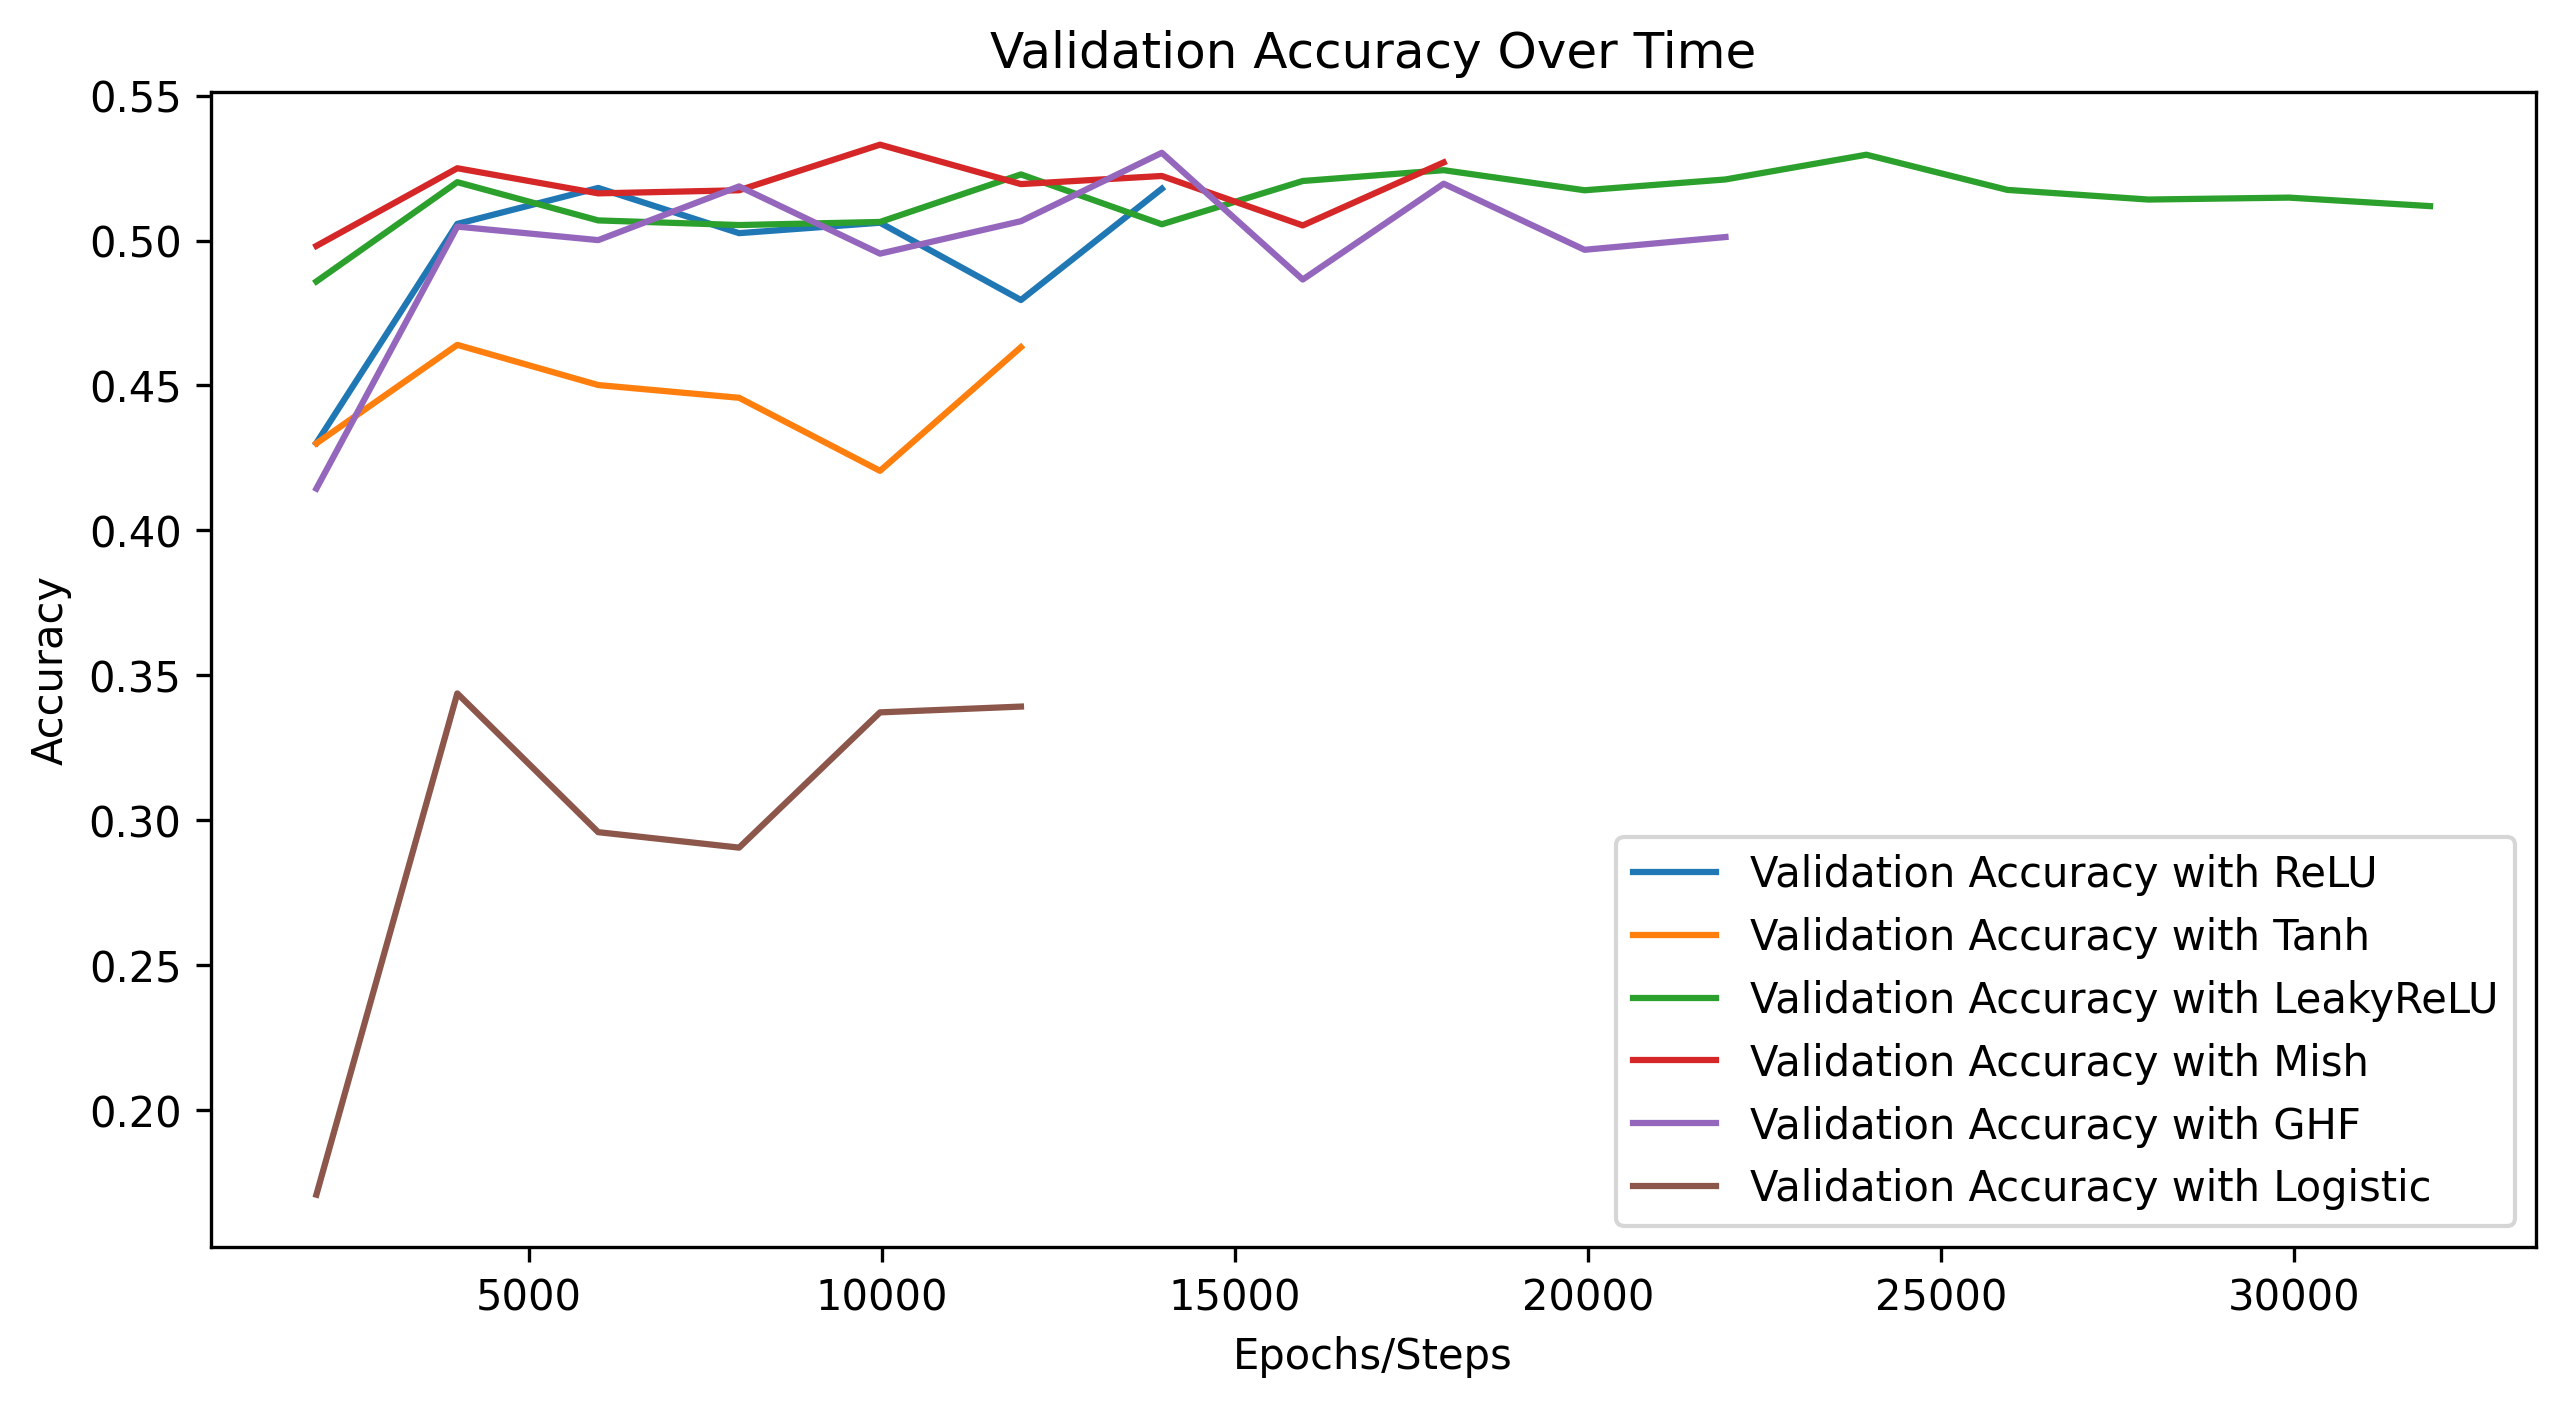 Validation Accuracy Over Time
0.55
0.50
0.45
0.40
0.35
0.30
0.25
0.20
Accuracy
Validation Accuracy with ReLU
Validation Accuracy with Tanh
Validation Accuracy with LeakyReLU
Validation Accuracy with Mish
Validation Accuracy with GHF
Validation Accuracy with Logistic
5000 10000 15000 20000 25000 30000
Epochs/Steps